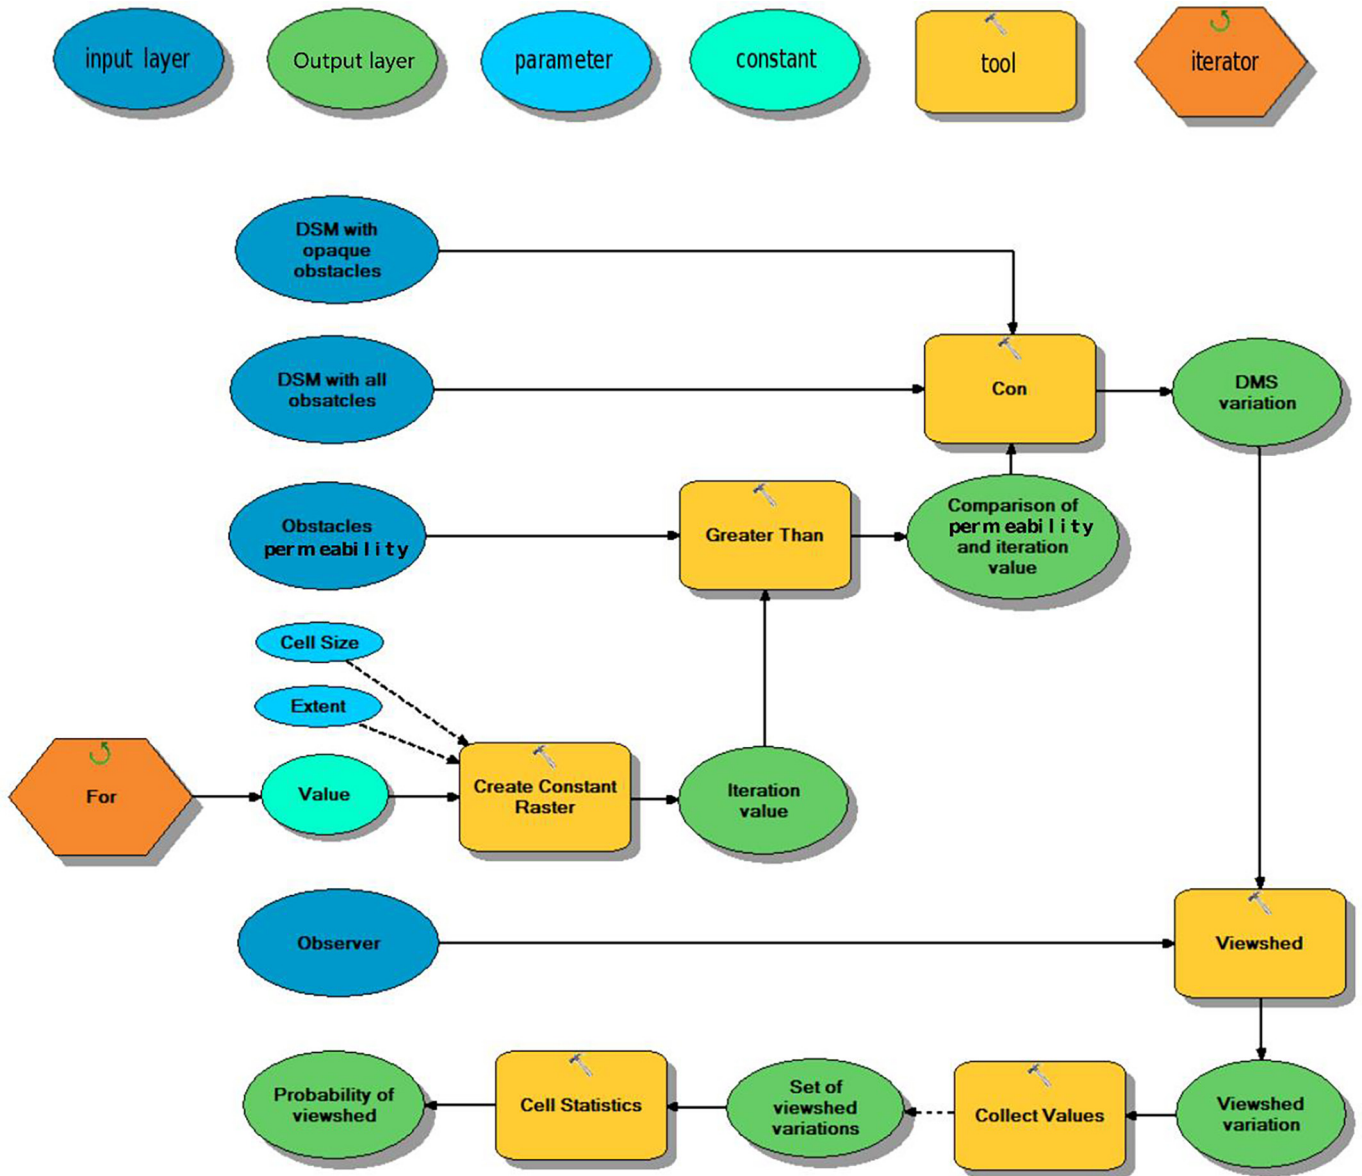 input layer
Output layer
parameter
constant
tool
iterator
DSM with
opaque
obstacles
DSM with all
obsatcles
Con
DMS
variation
Obstacles
permeability
Greater Than
Comparison of
permeability
and iteration
value
Cell Size
Extent
For
Value
Create Constant
Raster
Iteration
value
Observer
Viewshed
Probability of
viewshed
Cell Statistics
Set of
viewshed
variations
Collect Values
Viewshed
variation